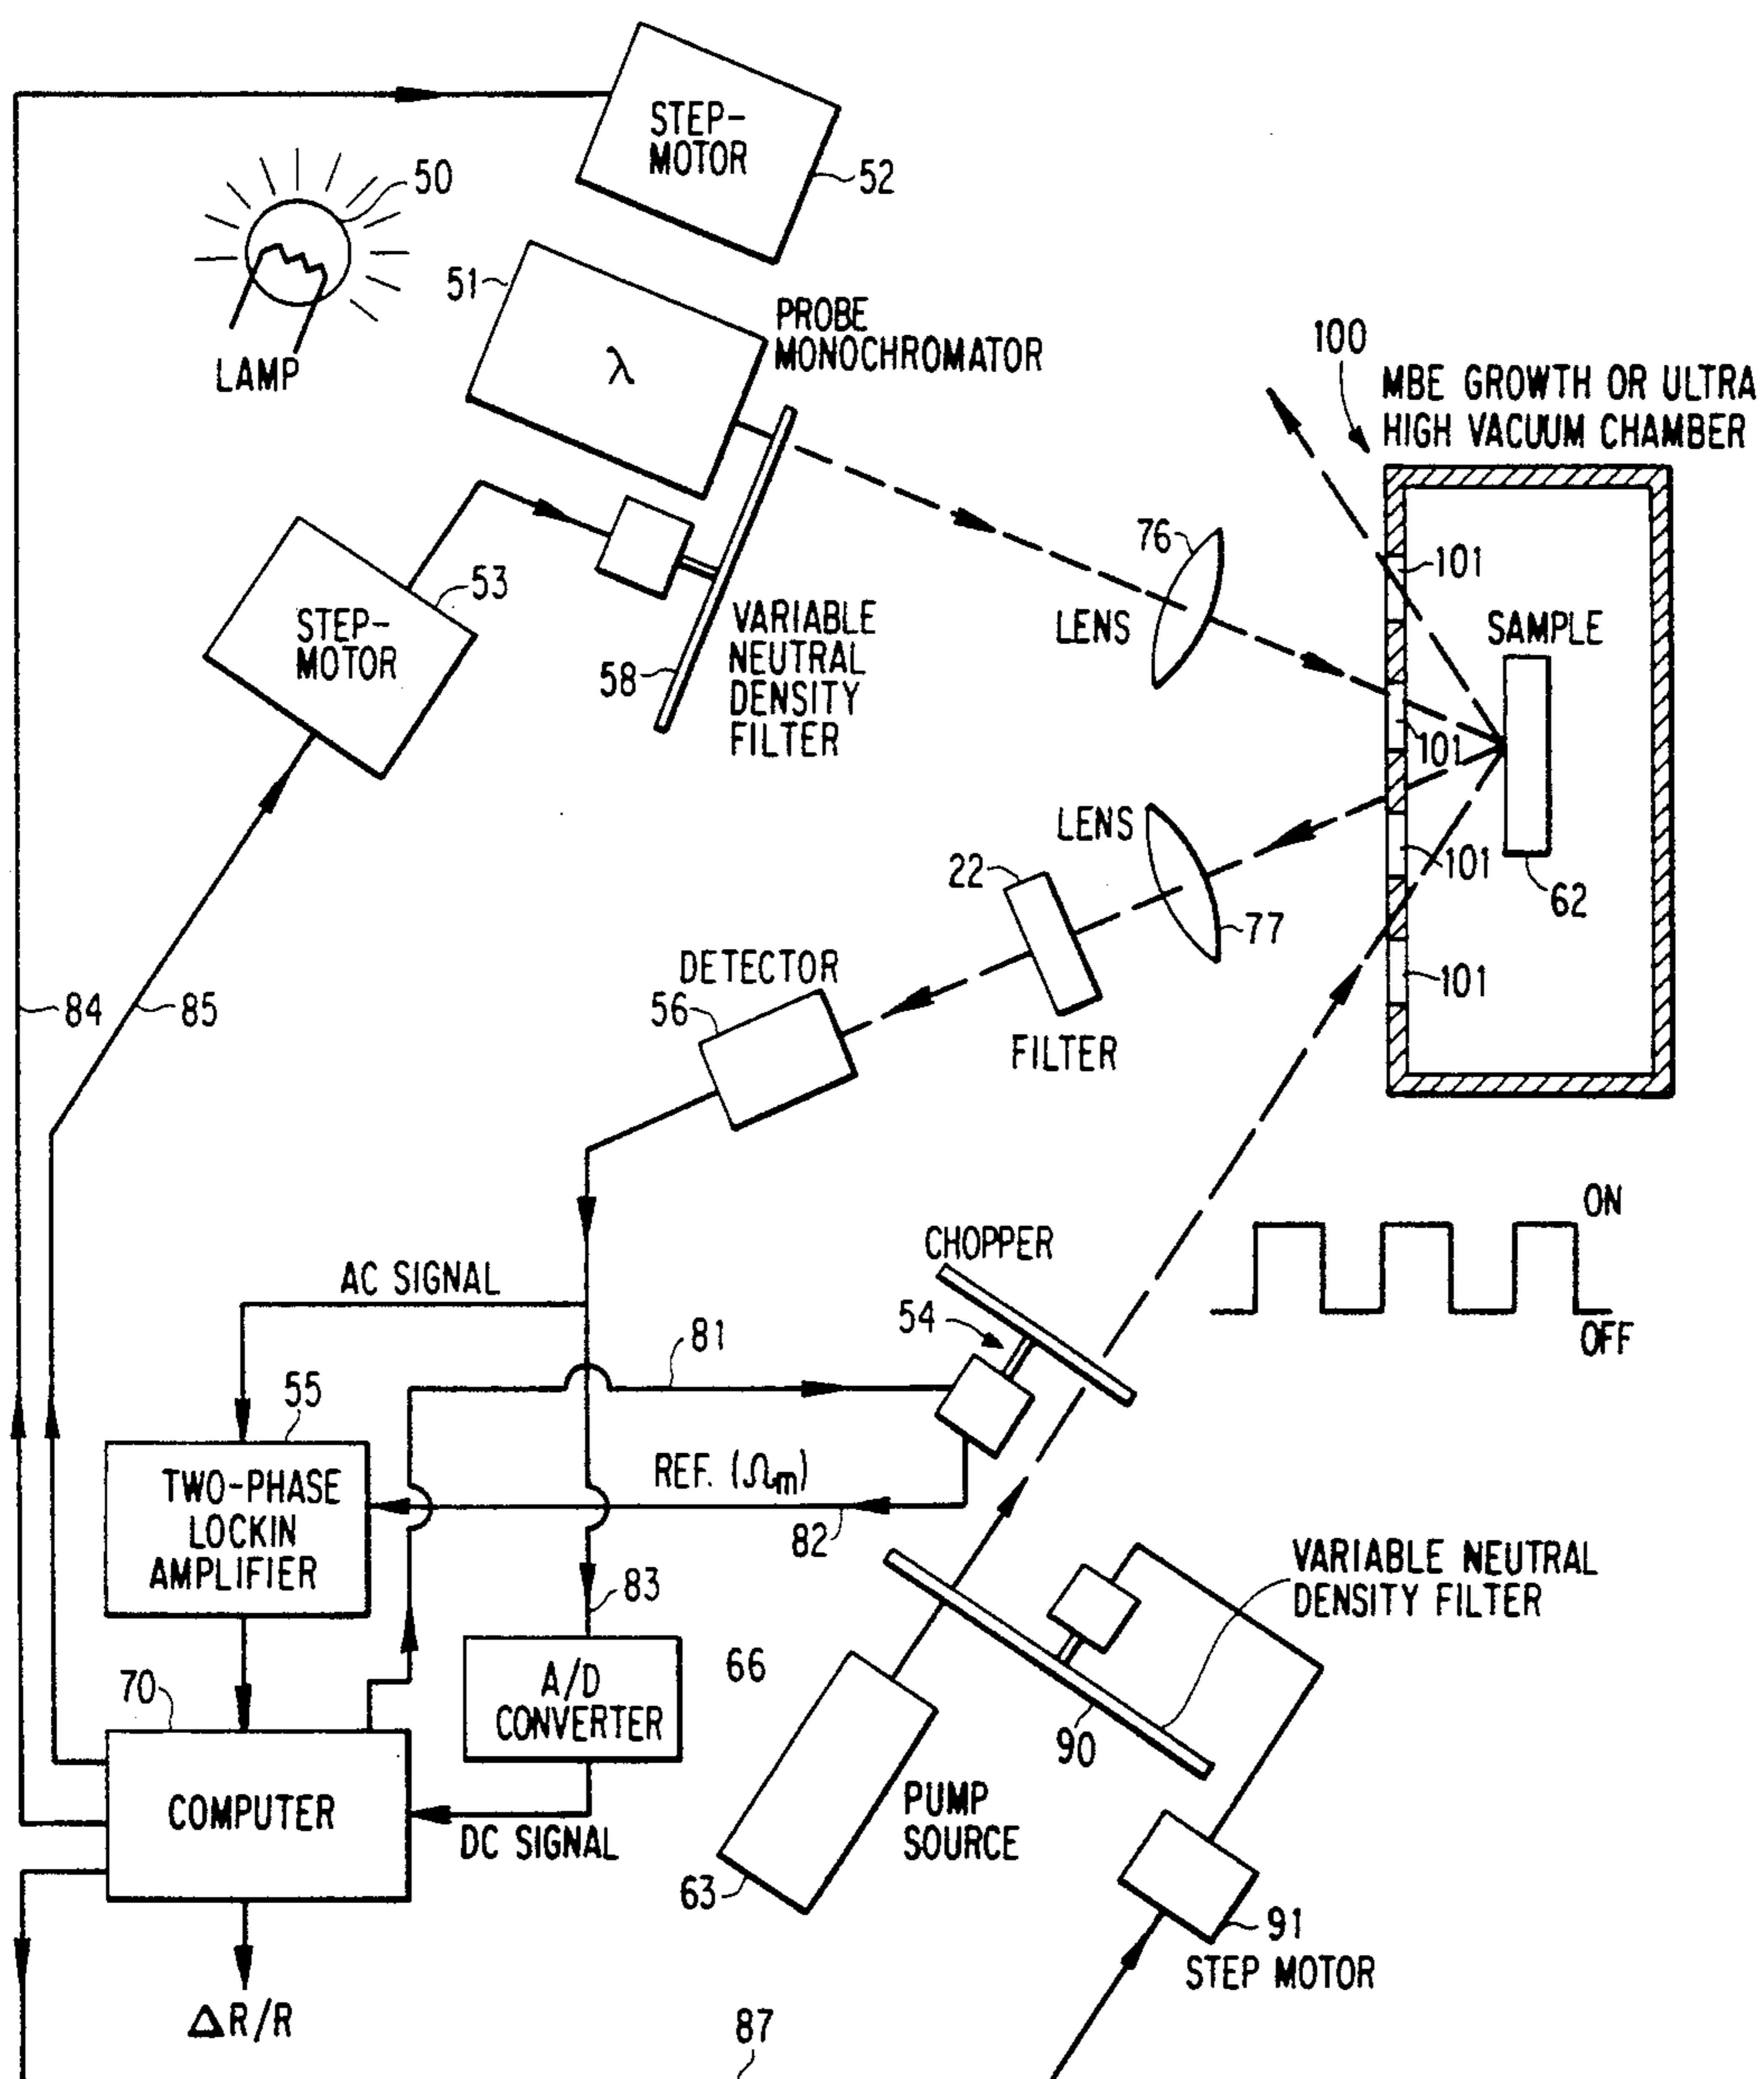 STEP-
MOTOR
52
50
LAMP
51
λ
PROBE
MONOCHROMATOR
100
MBE GROWTH OR ULTRA
HIGH VACUUM CHAMBER
STEP-
MOTOR
53
58
VARIABLE
NEUTRAL
DENSITY
FILTER
76
LENS
101
SAMPLE
101
101
62
101
LENS
77
22
FILTER
DETECTOR
56
84
85
ON
OFF
CHOPPER
54
AC SIGNAL
81
55
TWO-PHASE
LOCKIN
AMPLIFIER
REF. (Ωm)
82
83
VARIABLE NEUTRAL
DENSITY FILTER
A/D
CONVERTER
66
90
70
COMPUTER
DC SIGNAL
PUMP
SOURCE
63
91
STEP MOTOR
ΔR/R
87